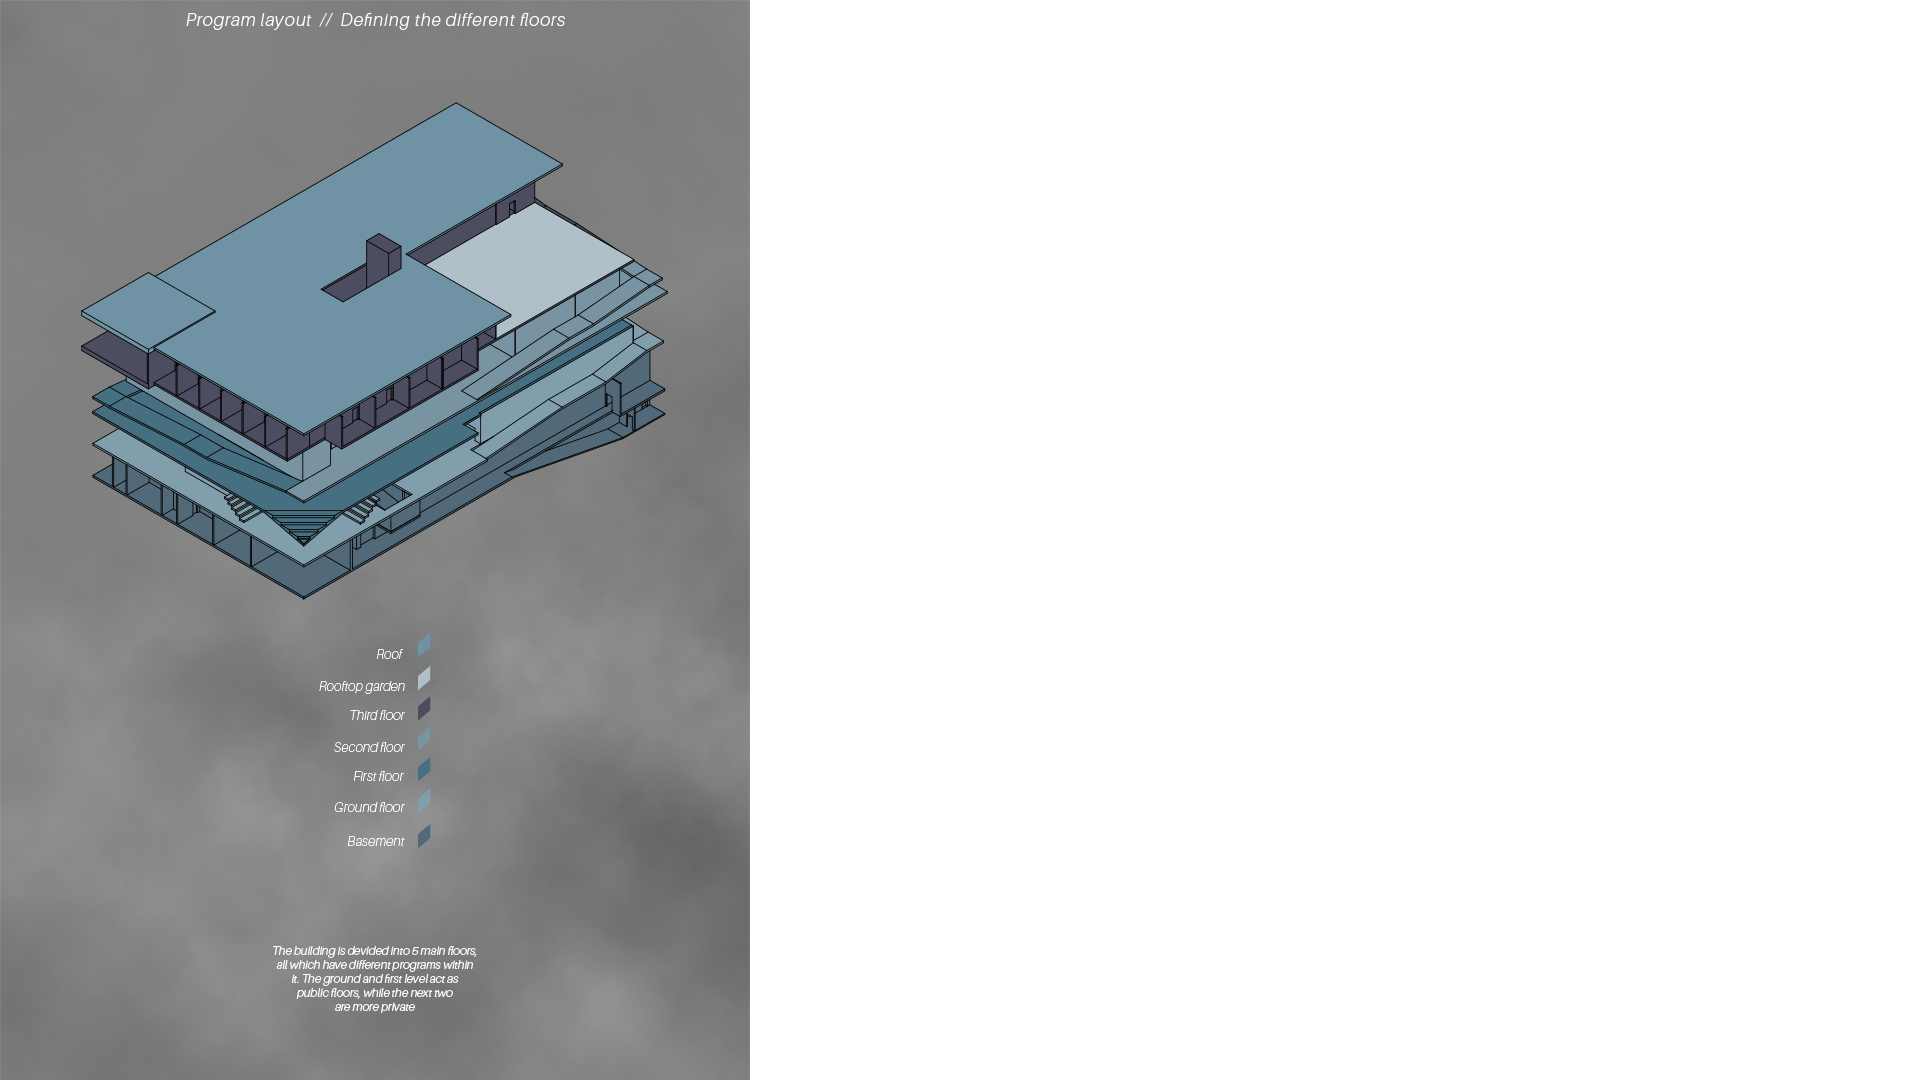 Program layout // Defining the different floors
Roof
Rooftop garden
Third floor
Second floor
First floor
Ground floor
Basement
The building is devided into 5 main floors,
all which have different programs within
it. The ground and first level act as
public floors, while the next two
are more private